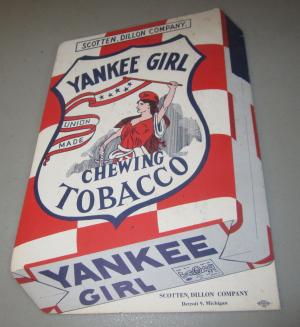 SCOTTEN, DILLON COMPANY.
YANKEE GIRL
UNION
MADE
CHEWING
TOBACCO
YANKEE
GIRL
SCOTTEN, DILLON COMPANY
Detroit 9, Michigan